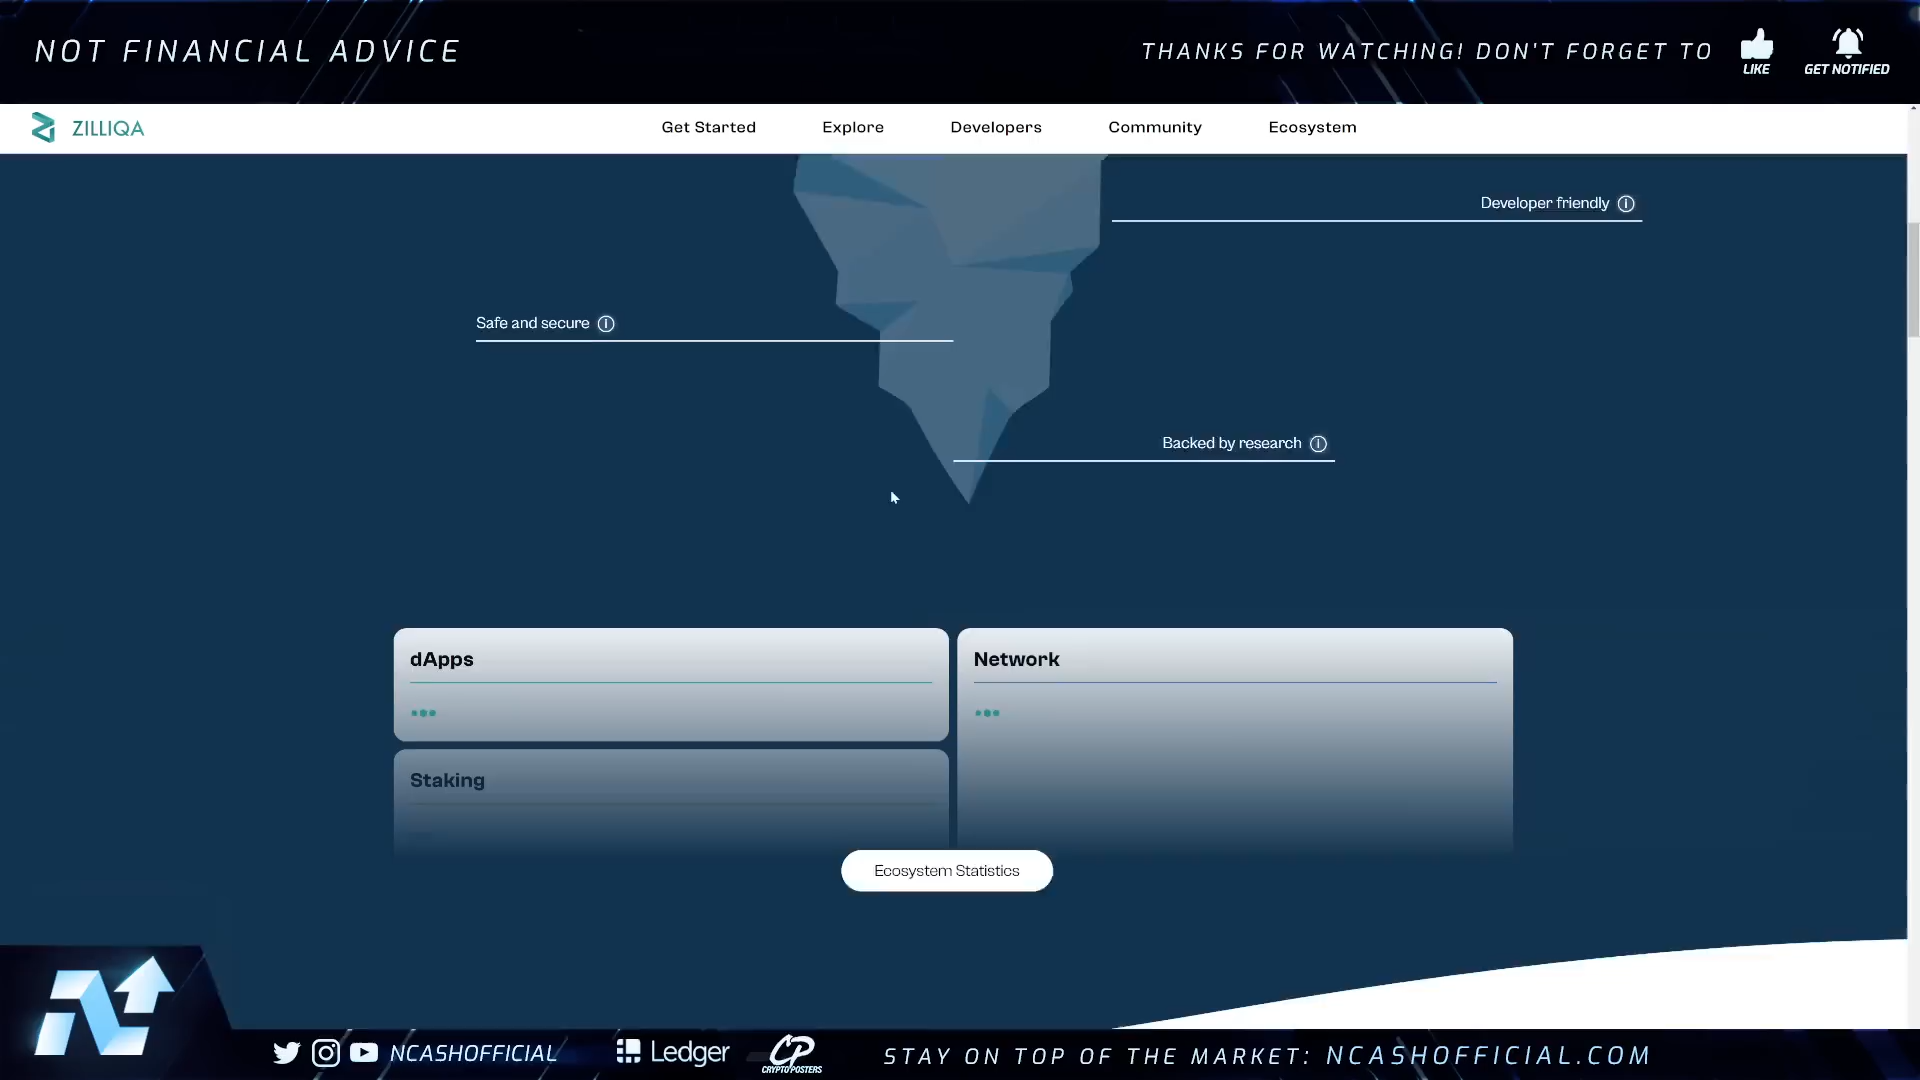 NOT FINANCIAL ADVICE
THANKS FOR WATCHING! DON'T FORGET TO
LIKE
GET NOTIFIED
ZILLIQA
Get Started
Explore
Developers
Community
Ecosystem
Developer friendly
Safe and secure
Backed by research
dApps
Network
Staking
Ecosystem Statistics
NCASHOFFICIAL
Ledger
CP
CRYPTOPOSTERS
STAY ON TOP OF THE MARKET: NCASHOFFICIAL.COM